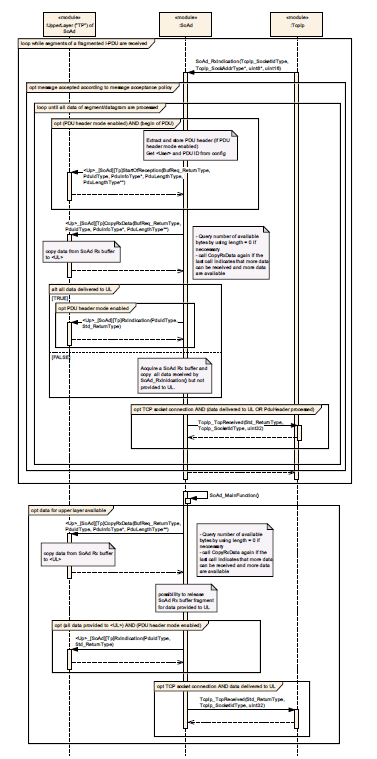 «module»
:UpperLayer ("TP") of
SoAd
«module»
:SoAd
«module»
:TcpIp
loop while segments of a fragmented I-PDU are received
SoAd_RxIndication(TcpIp_SocketIdType,
TcpIp_SockAddrType*, uint8*, uint16)
opt message accepted according to message acceptance policy
loop until all data of segment/datagram are processed
opt (PDU header mode enabled) AND (begin of PDU)
Extract and store PDU header (if PDU
header mode enabled)
Get <User> and PDU ID from config
<Up>_[SoAd][Tp]StartOfReception(BufReq_ReturnType,
PduIdType, PduInfoType*, PduLengthType,
PduLengthType**)
<Up>_[SoAd][Tp]CopyRxData(BufReq_ReturnType,
PduIdType, PduInfoType*, PduLengthType**)
copy data from SoAd Rx buffer
to <UL>
- Query number of available
bytes by using length = 0 if
neccessary
- call CopyRxData again if the
last call indicates that more data
can be received and more data
are available
alt all data delivered to UL
[TRUE]
opt PDU header mode enabled
<Up>_[SoAd][Tp]RxIndication(PduIdType,
Std_ReturnType)
[FALSE]
Acquire a SoAd Rx buffer and
copy all data received by
SoAd_RxIndication() but not
provided to UL.
opt TCP socket connection AND (data delivered to UL OR PduHeader processed)
TcpIp_TcpReceived(Std_ReturnType,
TcpIp_SocketIdType, uint32)
SoAd_MainFunction()
opt data for upper layer available
<Up>_[SoAd][Tp]CopyRxData(BufReq_ReturnType,
PduIdType, PduInfoType*, PduLengthType**)
copy data from SoAd Rx buffer
to <UL>
- Query number of available
bytes by using length = 0 if
neccessary
- call CopyRxData again if the
last call indicates that more data
can be received and more data
are available
possibility to release
SoAd Rx buffer fragment
for data provided to UL
opt (all data provided to <UL>) AND (PDU header mode enabled)
<Up>_[SoAd][Tp]RxIndication(PduIdType,
Std_ReturnType)
opt TCP socket connection AND data delivered to UL
TcpIp_TcpReceived(Std_ReturnType,
TcpIp_SocketIdType, uint32)